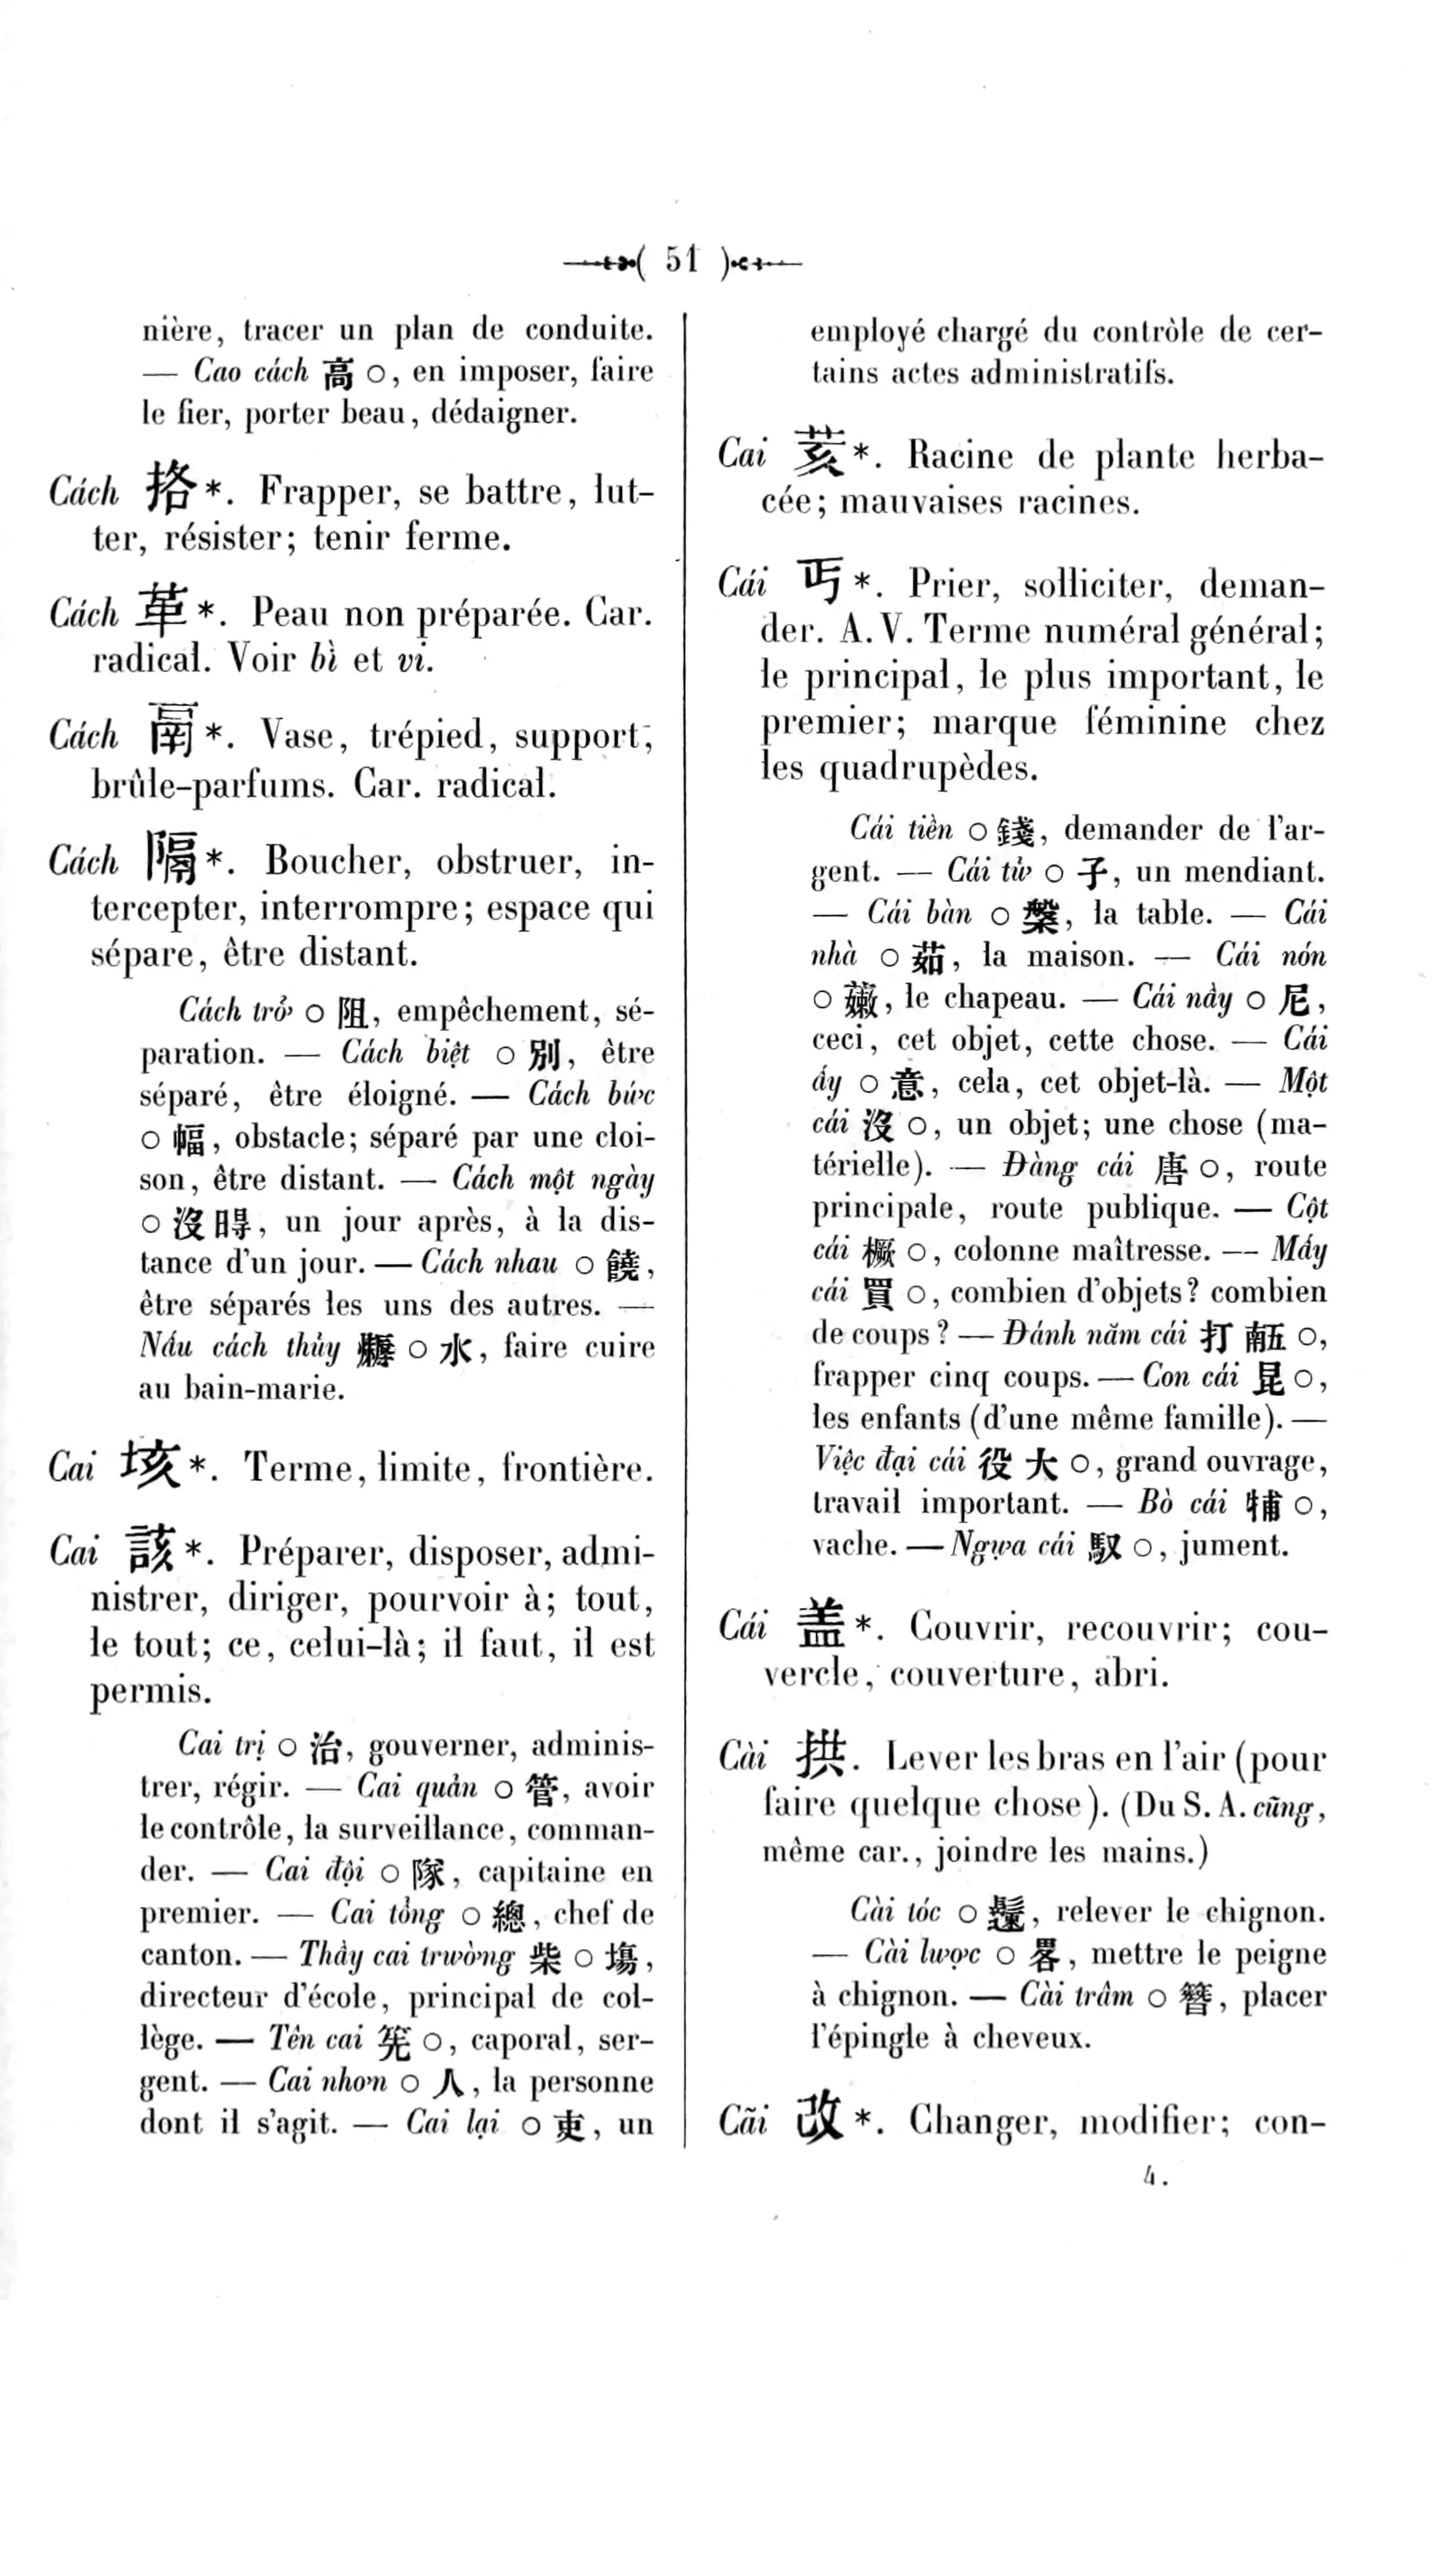 ( 51 )
nière, tracer un plan de conduite.
— Cao cách 高 ○, en imposer, faire
le fier, porter beau, dédaigner.
Cách 挌 *. Frapper, se battre, lut-
ter, résister; tenir ferme.
Cách 革 *. Peau non préparée. Car.
radical. Voir bì et vi.
Cách 鬲 *. Vase, trépied, support,
brûle-parfums. Car. radical.
Cách 隔 *. Boucher, obstruer, in-
tercepter, interrompre; espace qui
sépare, être distant.
Cách trở ○ 阻, empêchement, sé-
paration. — Cách biệt ○ 別, être
séparé, être éloigné. — Cách bức
○ 幅, obstacle; séparé par une cloi-
son, être distant. — Cách một ngày
○ 沒 𣈜, un jour après, à la dis-
tance d'un jour. — Cách nhau ○ 饒,
être séparés les uns des autres. —
Nấu cách thủy ○ 水, faire cuire
au bain-marie.
Cai 垓 *. Terme, limite, frontière.
Cai 該 *. Préparer, disposer, admi-
nistrer, diriger, pourvoir à; tout,
le tout; ce, celui-là; il faut, il est
permis.
Cai trị ○ 治, gouverner, adminis-
trer, régir. — Cai quản ○ 管, avoir
le contrôle, la surveillance, comman-
der. — Cai đội ○ 隊, capitaine en
premier. — Cai tổng ○ 總, chef de
canton. — Thầy cai trường 柴 ○ 塲,
directeur d'école, principal de col-
lège. — Tên cai 筅 ○, caporal, ser-
gent. — Cai nhơn ○ 人, la personne
dont il s'agit. — Cai lại ○ 吏, un
employé chargé du contrôle de cer-
tains actes administratifs.
Cai 荄 *. Racine de plante herba-
cée; mauvaises racines.
Cái 丐 *. Prier, solliciter, deman-
der. A. V. Terme numéral général;
le principal, le plus important, le
premier; marque féminine chez
les quadrupèdes.
Cái tiền ○ 錢, demander de l'ar-
gent. — Cái tử ○ 子, un mendiant.
— Cái bàn ○ 槃, la table. — Cái
nhà ○ 茹, la maison. — Cái nón
○ 𧁷, le chapeau. — Cái nầy ○ 尼,
ceci, cet objet, cette chose. — Cái
ấy ○ 意, cela, cet objet-là. — Một
cái 沒 ○, un objet; une chose (ma-
térielle). — Đàng cái 唐 ○, route
principale, route publique. — Cột
cái 橛 ○, colonne maîtresse. — Mấy
cái 買 ○, combien d'objets? combien
de coups? — Đánh năm cái 打 𠄼 ○,
frapper cinq coups. — Con cái 昆 ○,
les enfants (d'une même famille). —
Việc đại cái 役 大 ○, grand ouvrage,
travail important. — Bò cái 𤙭 ○,
vache. — Ngựa cái 馭 ○, jument.
Cái 盖 *. Couvrir, recouvrir; cou-
vercle, couverture, abri.
Cài 拱. Lever les bras en l'air (pour
faire quelque chose). (Du S. A. cũng,
même car., joindre les mains.)
Cài tóc ○, relever le chignon.
— Cài lược ○ 畧, mettre le peigne
à chignon. — Cài trâm ○ 簪, placer
l'épingle à cheveux.
Cãi 改 *. Changer, modifier; con-
4.